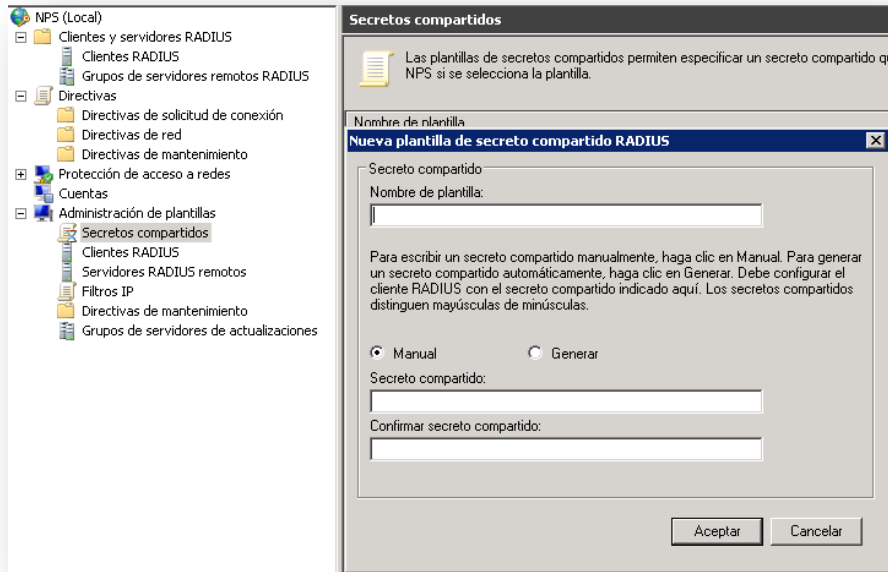 NPS (Local)
Clientes y servidores RADIUS
Clientes RADIUS
Grupos de servidores remotos RADIUS
Directivas
Directivas de solicitud de conexión
Directivas de red
Directivas de mantenimiento
Protección de acceso a redes
Cuentas
Administración de plantillas
Secretos compartidos
Clientes RADIUS
Servidores RADIUS remotos
Filtros IP
Directivas de mantenimiento
Grupos de servidores de actualizaciones
Secretos compartidos
Las plantillas de secretos compartidos permiten especificar un secreto compartido
NPS si se selecciona la plantilla.
Nombre de plantilla
Nueva plantilla de secreto compartido RADIUS
Secreto compartido
Nombre de plantilla:
Para escribir un secreto compartido manualmente, haga clic en Manual. Para generar
un secreto compartido automáticamente, haga clic en Generar. Debe configurar el
cliente RADIUS con el secreto compartido indicado aquí. Los secretos compartidos
distinguen mayúsculas de minúsculas.
Manual
Generar
Secreto compartido:
Confirmar secreto compartido:
Aceptar
Cancelar